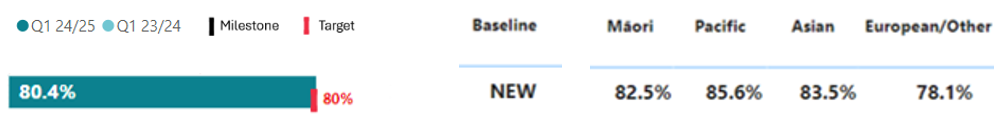 Q1 24/25 Q1 23/24 Milestone Target
Baseline Māori Pacific Asian European/Other
80.4% 80%
NEW 82.5% 85.6% 83.5% 78.1%